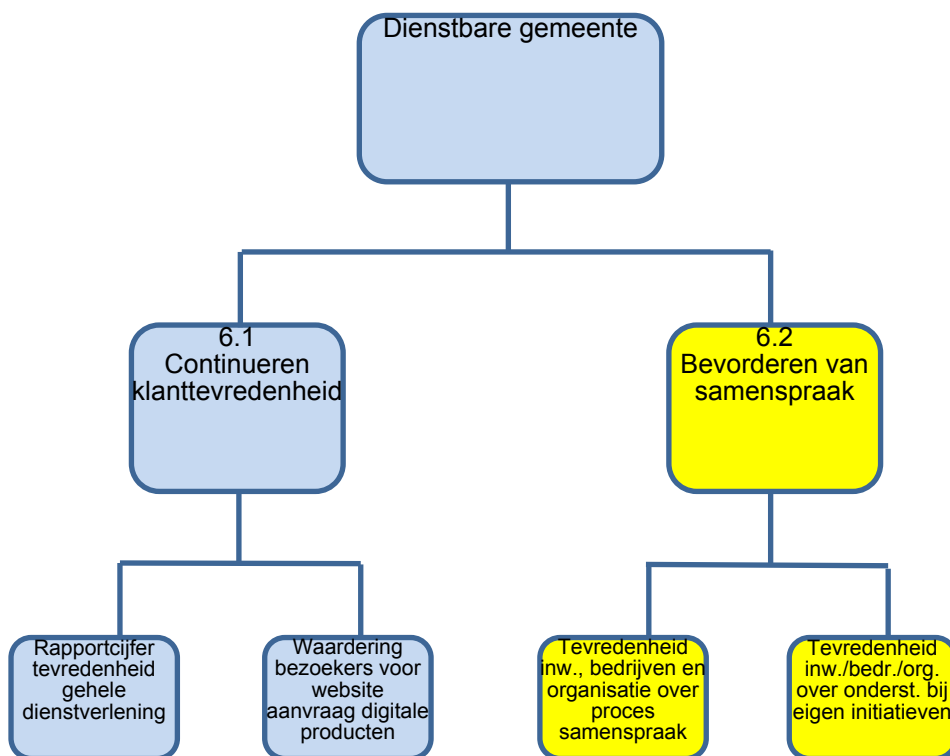 Dienstbare gemeente
6.1
Continueren
klanttevredenheid
6.2
Bevorderen van
samenspraak
Rapportcijfer
tevredenheid
gehele
dienstverlening
Waardering
bezoekers voor
website
aanvraag digitale
producten
Tevredenheid
inw., bedrijven en
organisatie over
proces
samenspraak
Tevredenheid
inw./bedr./org.
over onderst. bij
eigen initiatieven